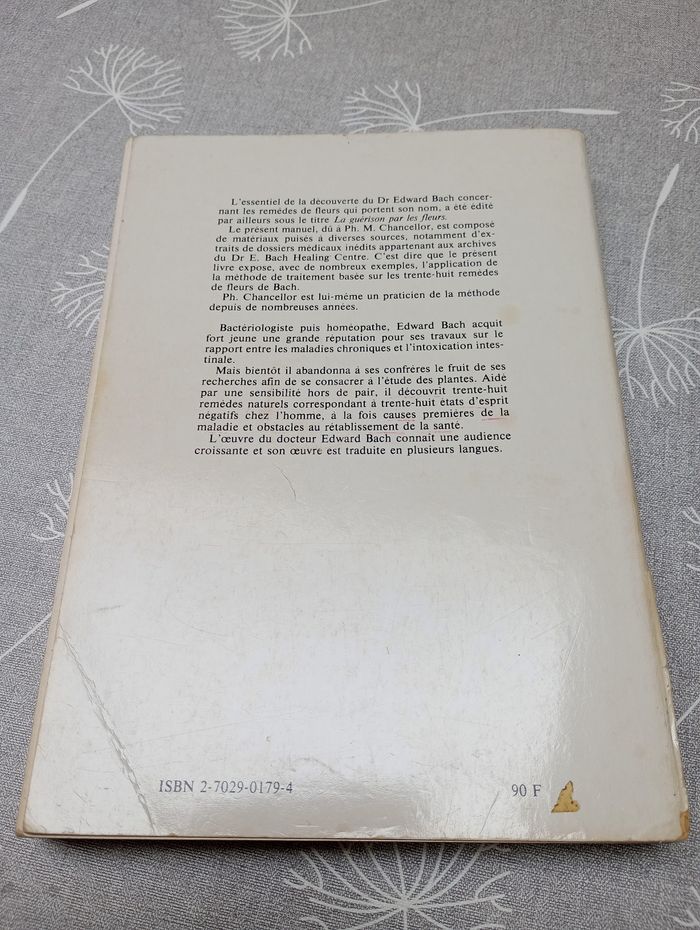 L'essentiel de la découverte du Dr Edward Bach concer-
nant les remèdes de fleurs qui portent son nom, a été édité
par ailleurs sous le titre La guérison par les fleurs.
Le présent manuel, dû à Ph. M. Chancellor, est composé
de matériaux puisés à diverses sources, notamment d'ex-
traits de dossiers médicaux inédits appartenant aux archives
du Dr E. Bach Healing Centre. C'est dire que le présent
livre expose, avec de nombreux exemples, l'application de
la méthode de traitement basée sur les trente-huit remèdes
de fleurs de Bach.
Ph. Chancellor est lui-même un praticien de la méthode
depuis de nombreuses années.
Bactériologiste puis homéopathe, Edward Bach acquit
fort jeune une grande réputation pour ses travaux sur le
rapport entre les maladies chroniques et l'intoxication intes-
tinale.
Mais bientôt il abandonna à ses confrères le fruit de ses
recherches afin de se consacrer à l'étude des plantes. Aidé
par une sensibilité hors de pair, il découvrit trente-huit
remèdes naturels correspondant à trente-huit états d'esprit
négatifs chez l'homme, à la fois causes premières de la
maladie et obstacles au rétablissement de la santé.
L'œuvre du docteur Edward Bach connaît une audience
croissante et son œuvre est traduite en plusieurs langues.
ISBN 2-7029-0179-4
90 F